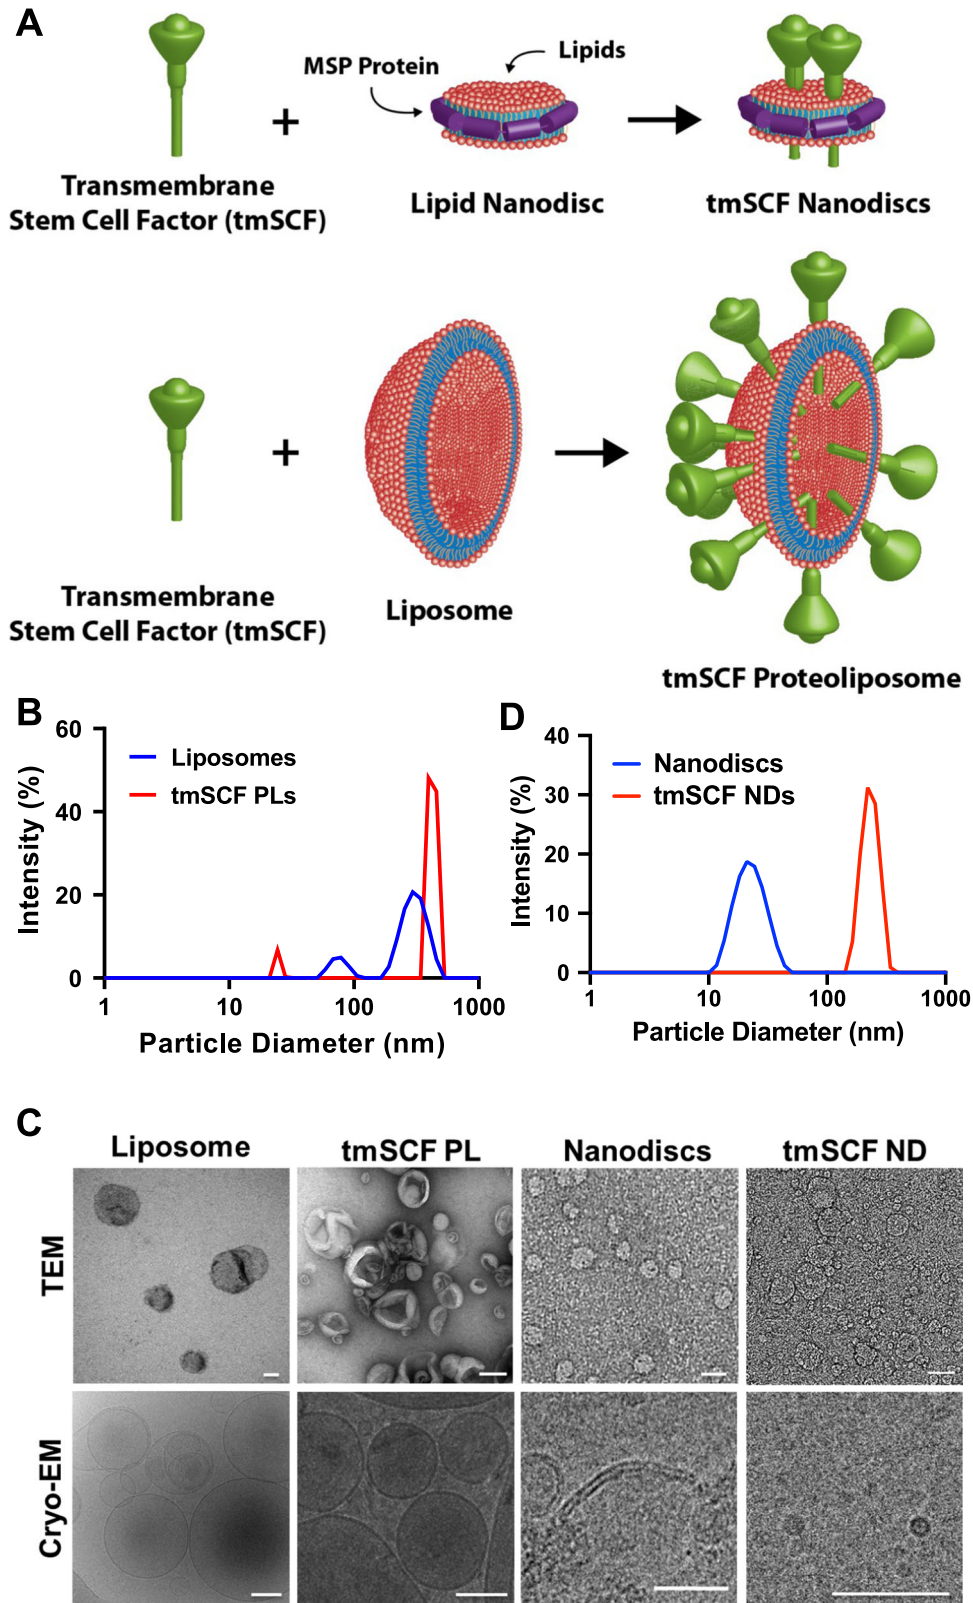 A
MSP Protein
Lipids
+
Transmembrane
Stem Cell Factor (tmSCF)
Lipid Nanodisc
tmSCF Nanodiscs
+
Transmembrane
Stem Cell Factor (tmSCF)
Liposome
tmSCF Proteoliposome
B
Intensity (%)
60
40
20
0
Liposomes
tmSCF PLs
1
10
100
1000
Particle Diameter (nm)
D
Intensity (%)
40
30
20
10
0
Nanodiscs
tmSCF NDs
1
10
100
1000
Particle Diameter (nm)
C
Liposome
tmSCF PL
Nanodiscs
tmSCF ND
TEM
Cryo-EM